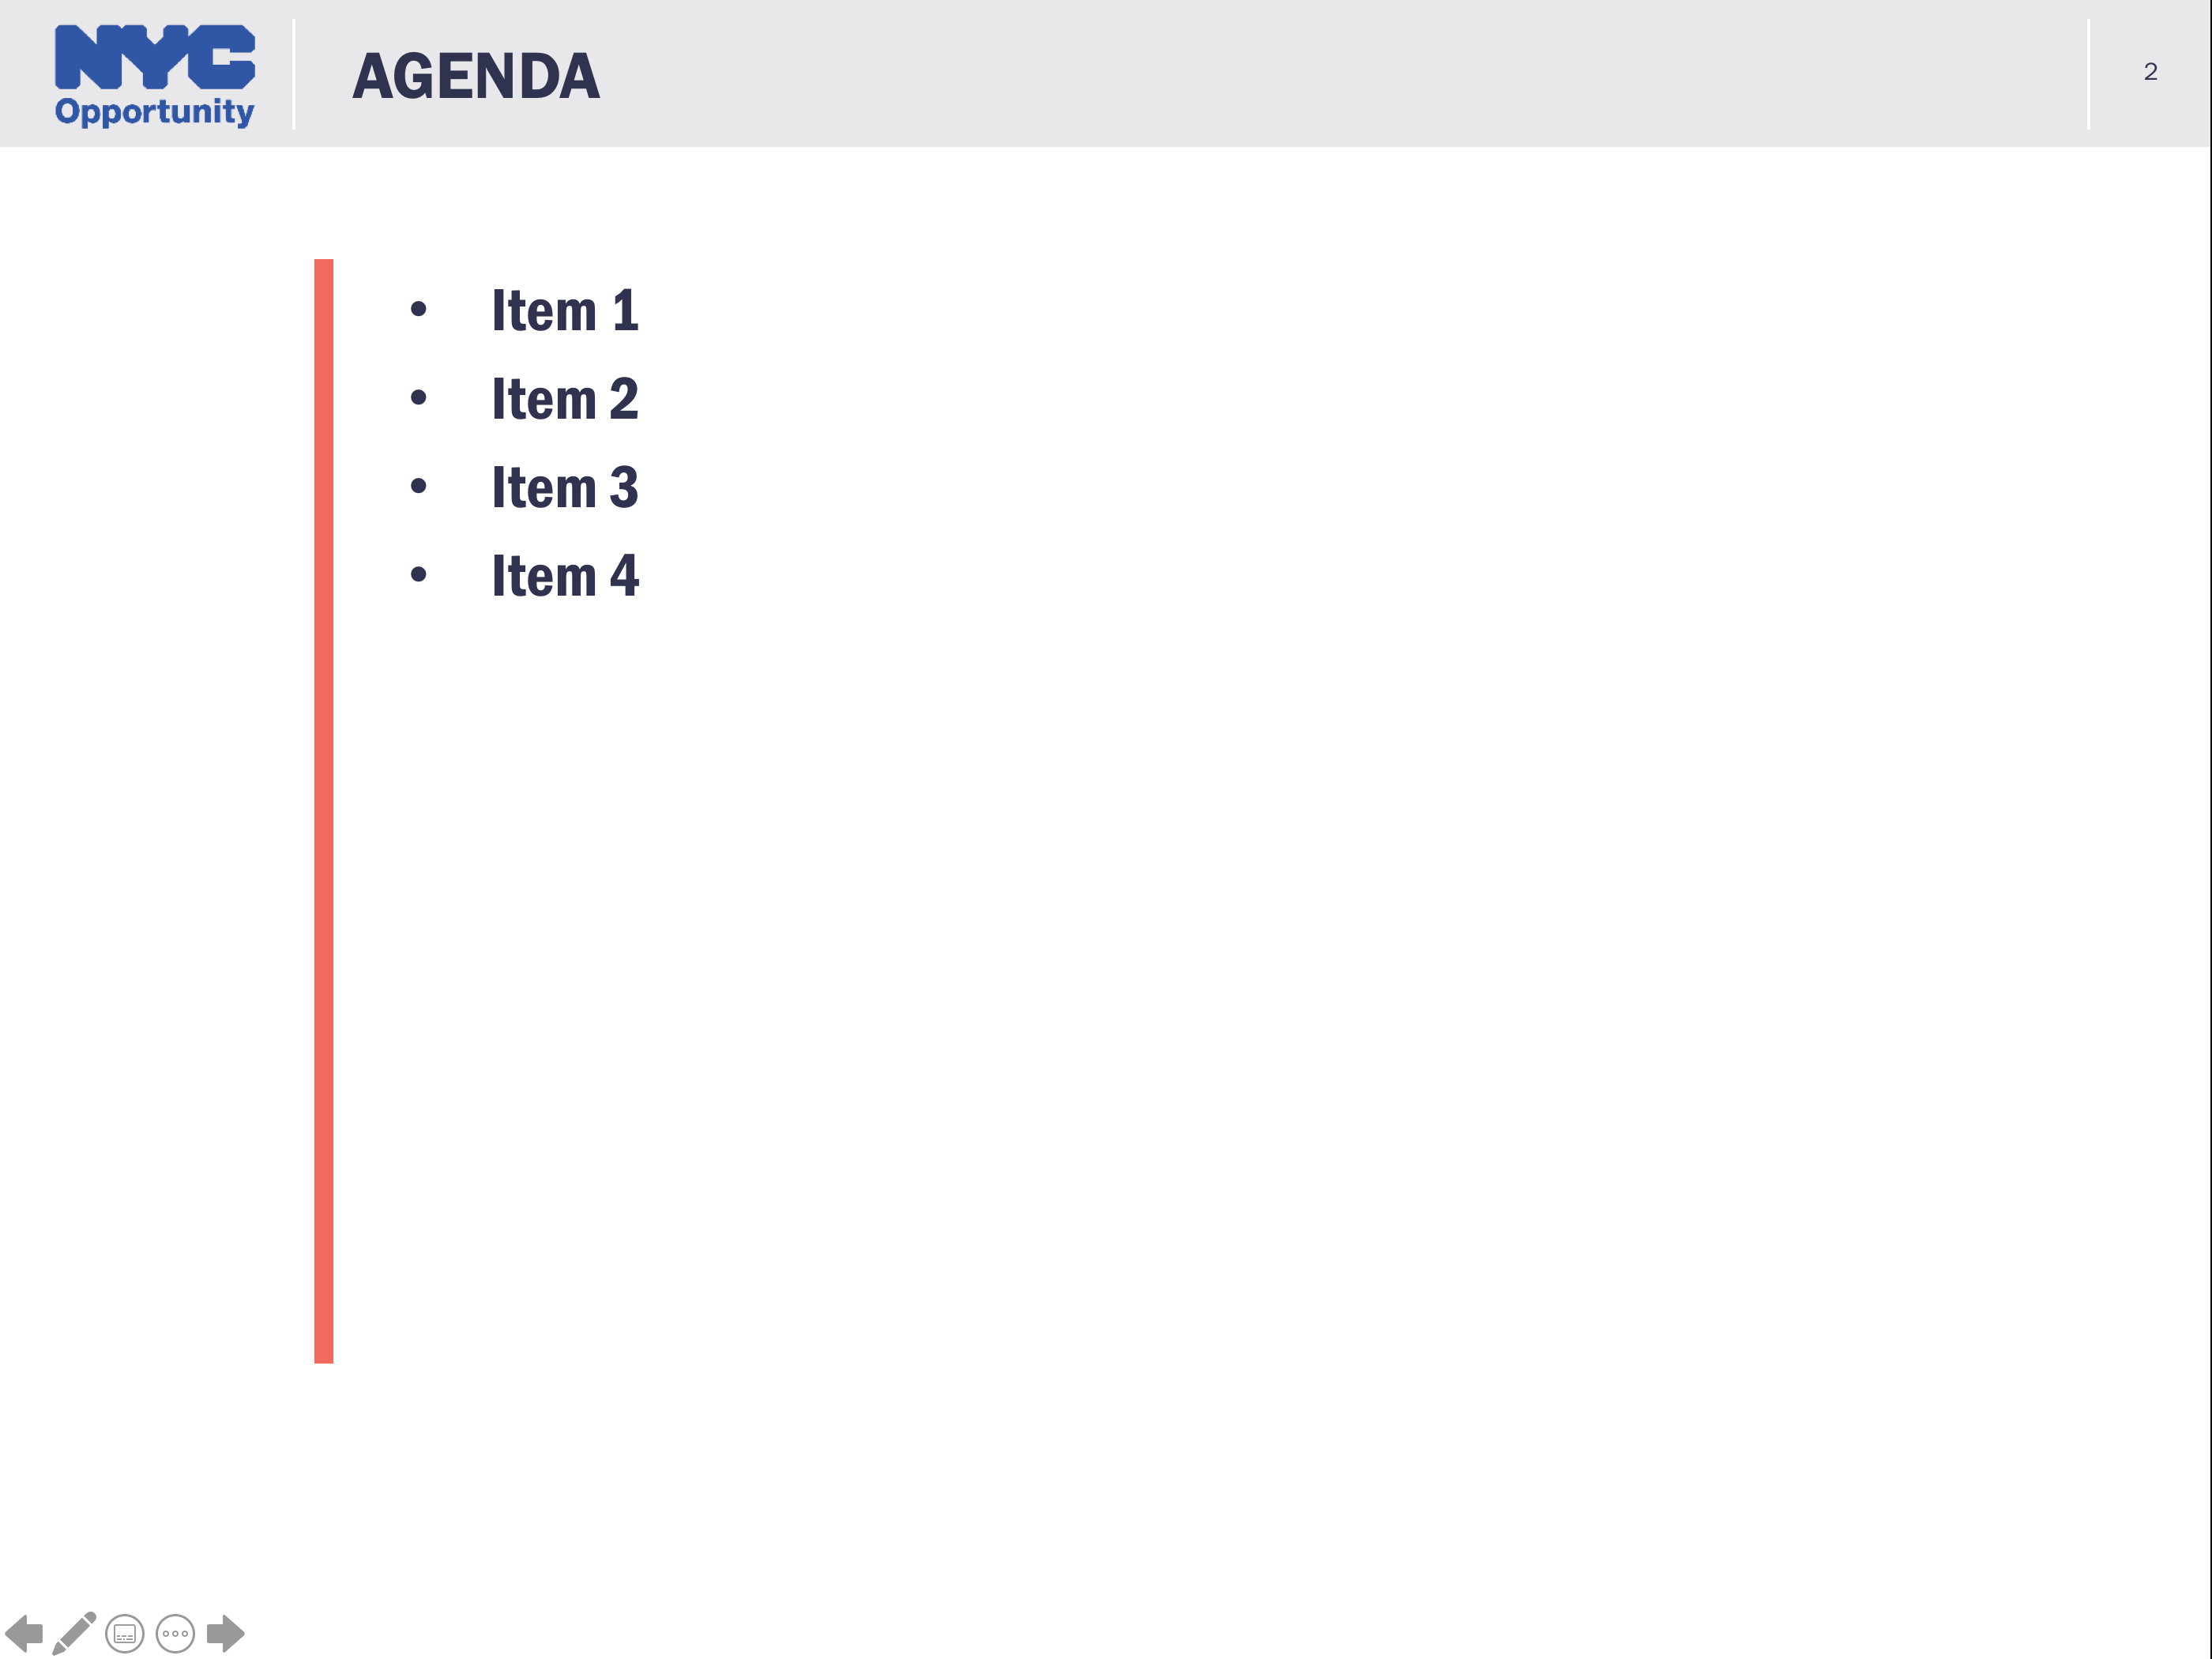 NYC
Opportunity
AGENDA
2
• Item 1
• Item 2
• Item 3
• Item 4